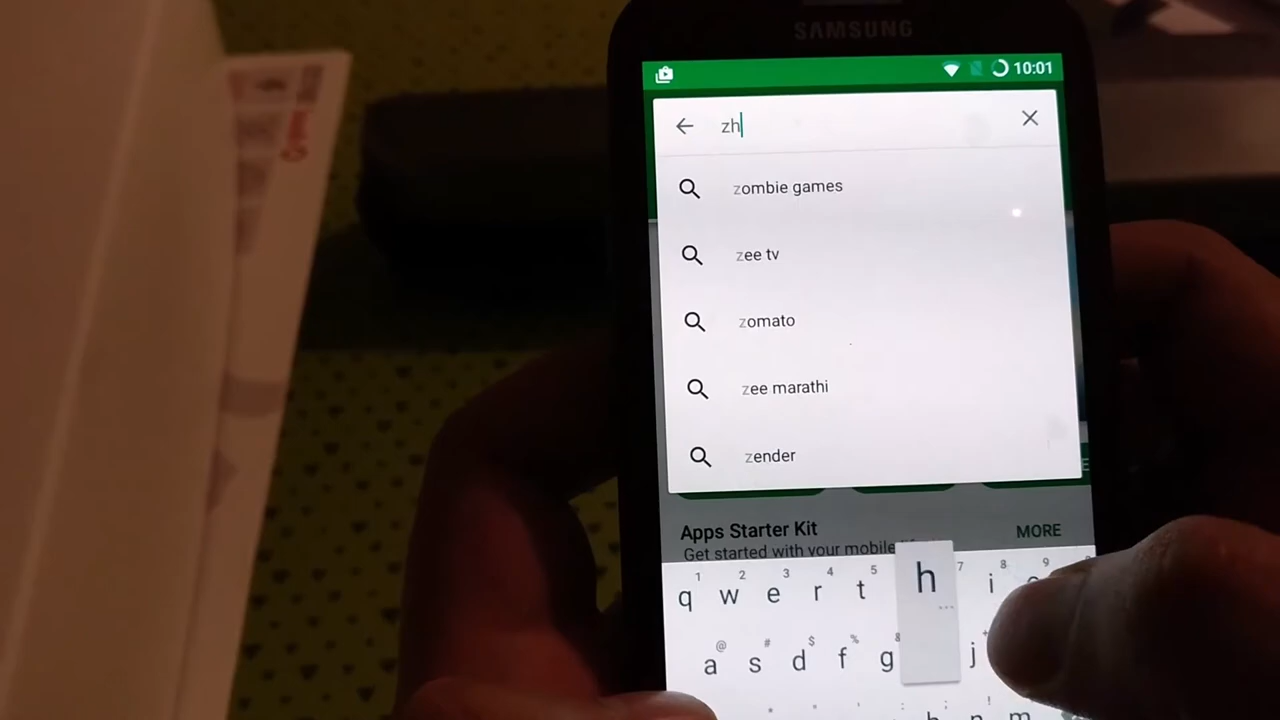 SAMSUNG
10:01
zh
zombie games
zee tv
zomato
zee marathi
zender
Apps Starter Kit
MORE
Get started with your mobile
1 2 3 4 5 7 8 9
q w e r t h i
@ # $ %
a s d f g j
n m